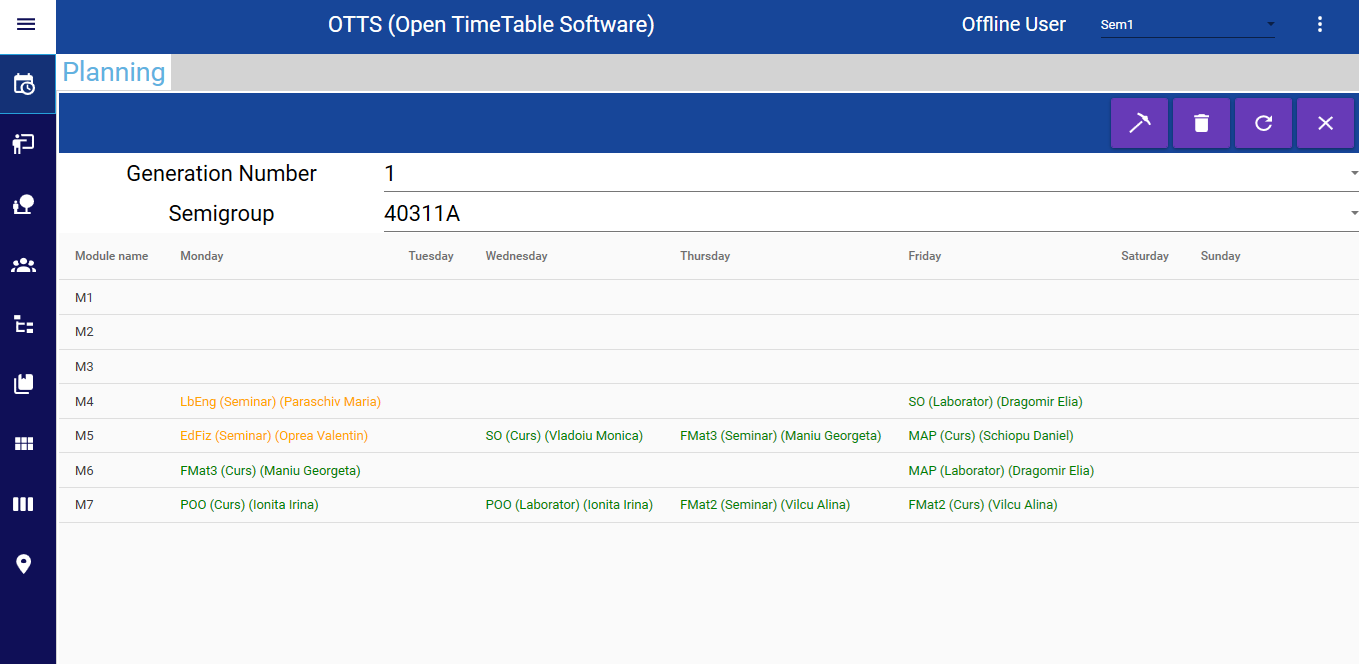 OTTS (Open TimeTable Software) Offline User Sem1
Planning
Generation Number 1
Semigroup 40311A
Module name Monday Tuesday Wednesday Thursday Friday Saturday Sunday
M1
M2
M3
M4 LbEng (Seminar) (Paraschiv Maria) SO (Laborator) (Dragomir Elia)
M5 EdFiz (Seminar) (Oprea Valentin) SO (Curs) (Vladoiu Monica) FMat3 (Seminar) (Maniu Georgeta) MAP (Curs) (Schiopu Daniel)
M6 FMat3 (Curs) (Maniu Georgeta) MAP (Laborator) (Dragomir Elia)
M7 POO (Curs) (Ionita Irina) POO (Laborator) (Ionita Irina) FMat2 (Seminar) (Vilcu Alina) FMat2 (Curs) (Vilcu Alina)